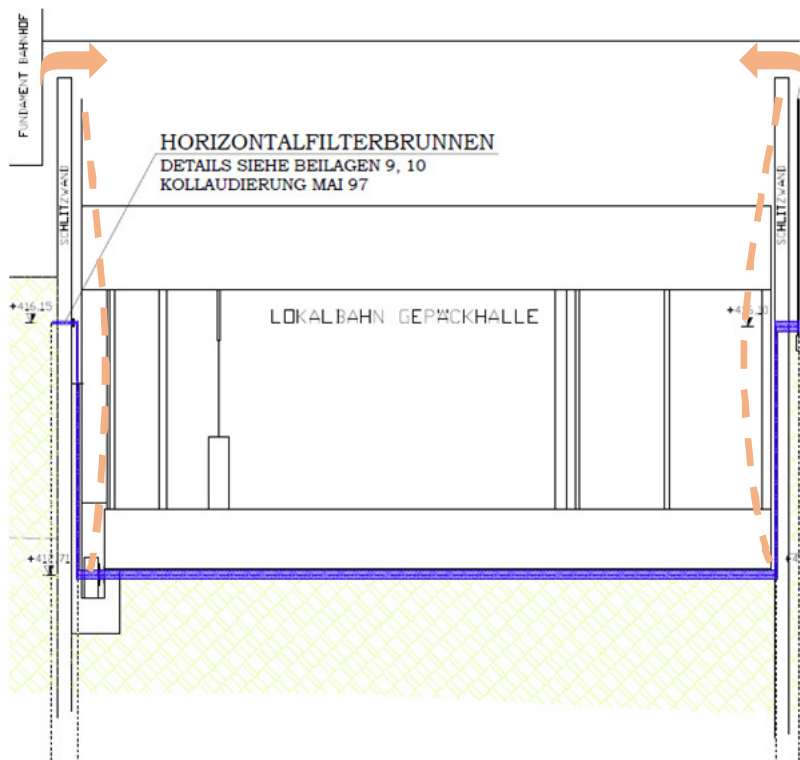 FUNDAMENT BAHNHOF
HORIZONTALFILTERBRUNNEN
DETAILS SIEHE BEILAGEN 9, 10
KOLLAUDIERUNG MAI 97
SCHLITZWAND
SCHLITZWAND
+416,15
LOKALBAHN GEPÄCKHALLE